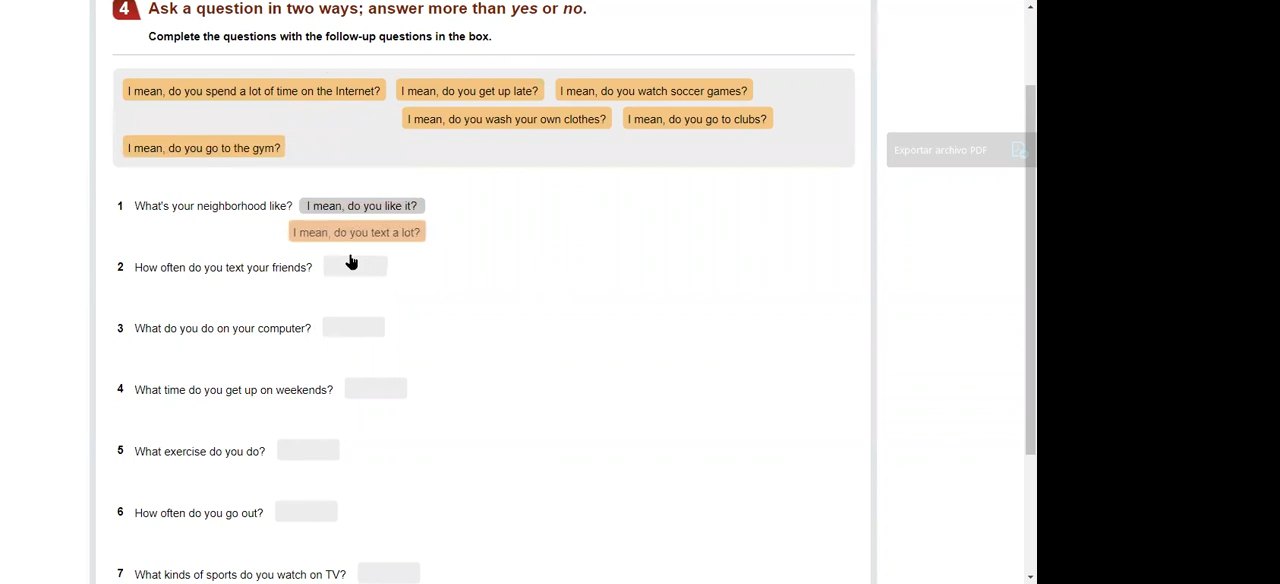 4 Ask a question in two ways; answer more than yes or no.
Complete the questions with the follow-up questions in the box.
I mean, do you spend a lot of time on the Internet? I mean, do you get up late? I mean, do you watch soccer games?
I mean, do you wash your own clothes? I mean, do you go to clubs?
I mean, do you go to the gym?
Exportar archivo PDF
1 What's your neighborhood like? I mean, do you like it?
I mean, do you text a lot?
2 How often do you text your friends?
3 What do you do on your computer?
4 What time do you get up on weekends?
5 What exercise do you do?
6 How often do you go out?
7 What kinds of sports do you watch on TV?